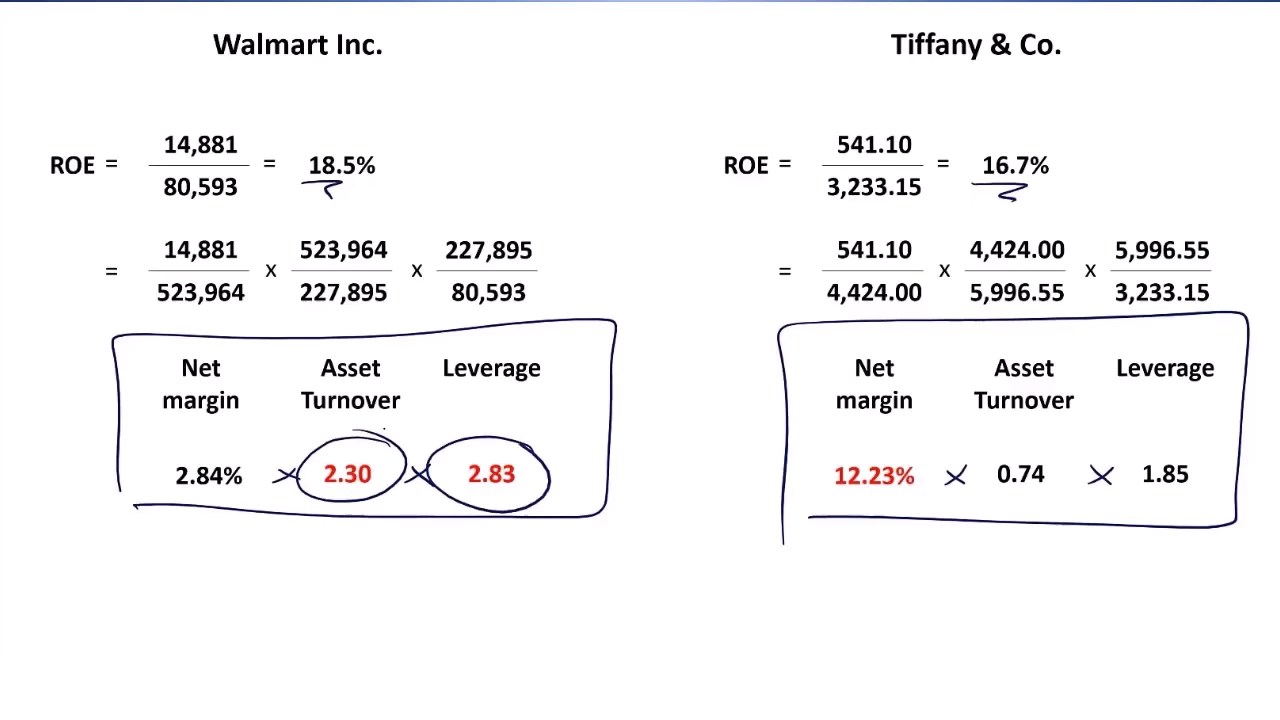 Walmart Inc.
ROE = 14,881 / 80,593 = 18.5%
= 14,881 / 523,964 x 523,964 / 227,895 x 227,895 / 80,593
Net margin Asset Turnover Leverage
2.84% × 2.30 × 2.83
Tiffany & Co.
ROE = 541.10 / 3,233.15 = 16.7%
= 541.10 / 4,424.00 x 4,424.00 / 5,996.55 x 5,996.55 / 3,233.15
Net margin Asset Turnover Leverage
12.23% × 0.74 × 1.85